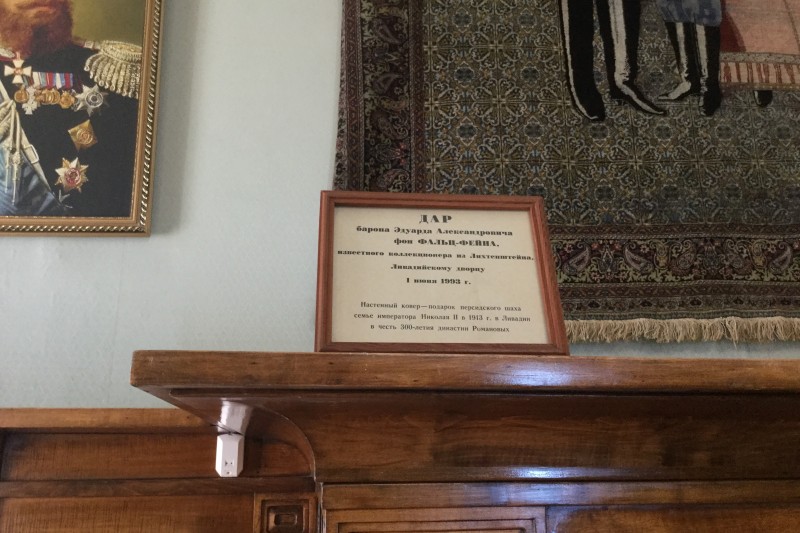 ДАР
барона Эдуарда Александровича
фон ФАЛЬЦ-ФЕЙНА,
известного коллекционера из Лихтенштейна,
Ливадийскому дворцу
1 июня 1993 г.
Настенный ковер—подарок персидского шаха
семье императора Николая II в 1913 г. в Ливадии
в честь 300-летия династии Романовых